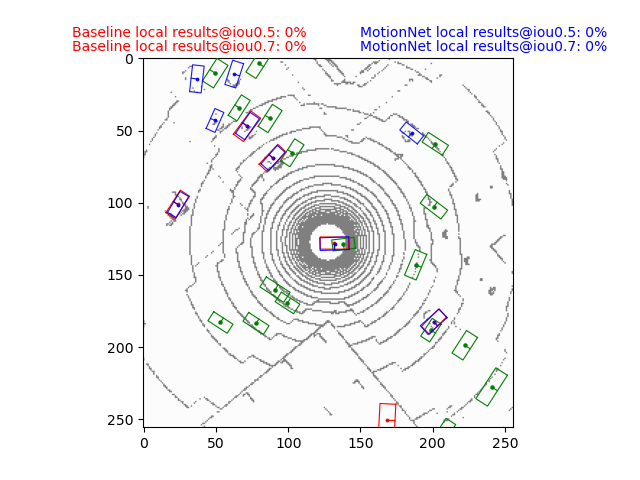 Baseline local results@iou0.5: 0% MotionNet local results@iou0.5: 0%
Baseline local results@iou0.7: 0% MotionNet local results@iou0.7: 0%
0
50
100
150
200
250
0 50 100 150 200 250